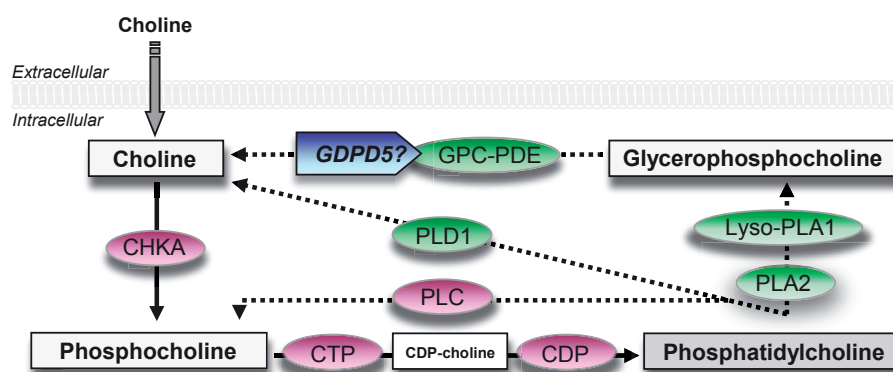 Choline
Extracellular
Intracellular
Choline
GDPD5?
GPC-PDE
Glycerophosphocholine
CHKA
PLD1
Lyso-PLA1
PLA2
PLC
Phosphocholine
CTP
CDP-choline
CDP
Phosphatidylcholine